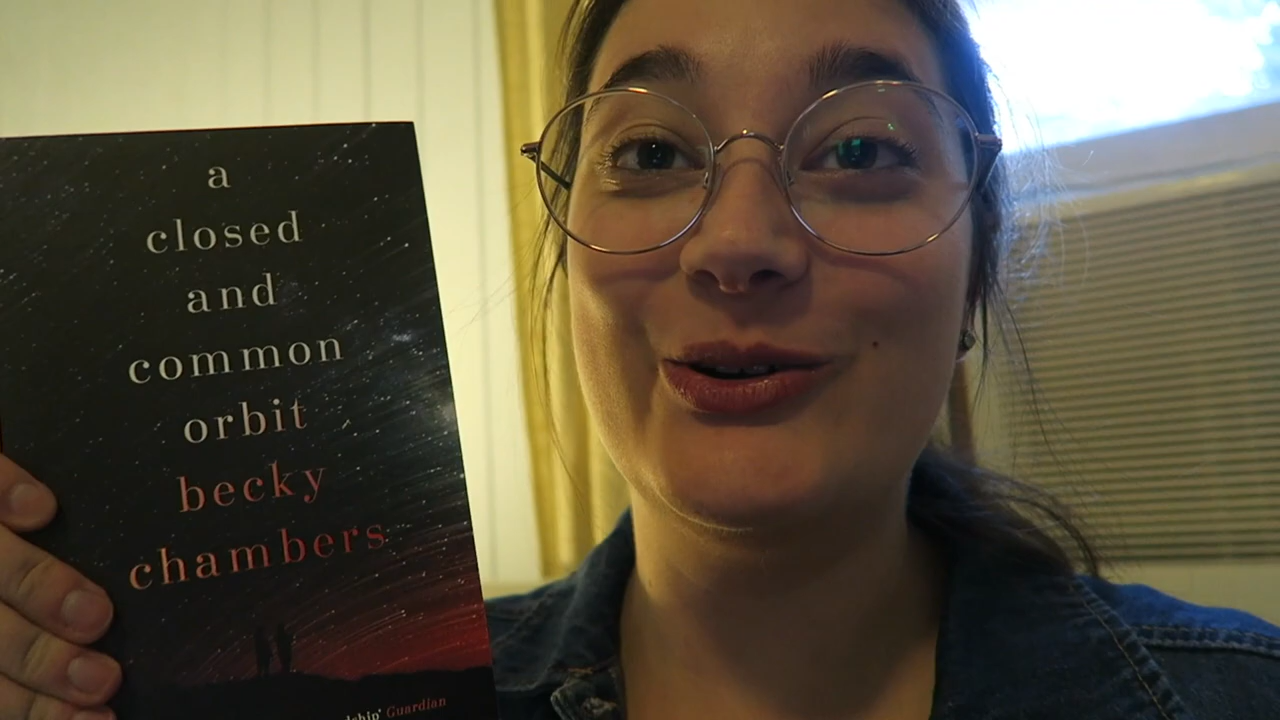 a
closed
and
common
orbit
becky
chambers
Guardian